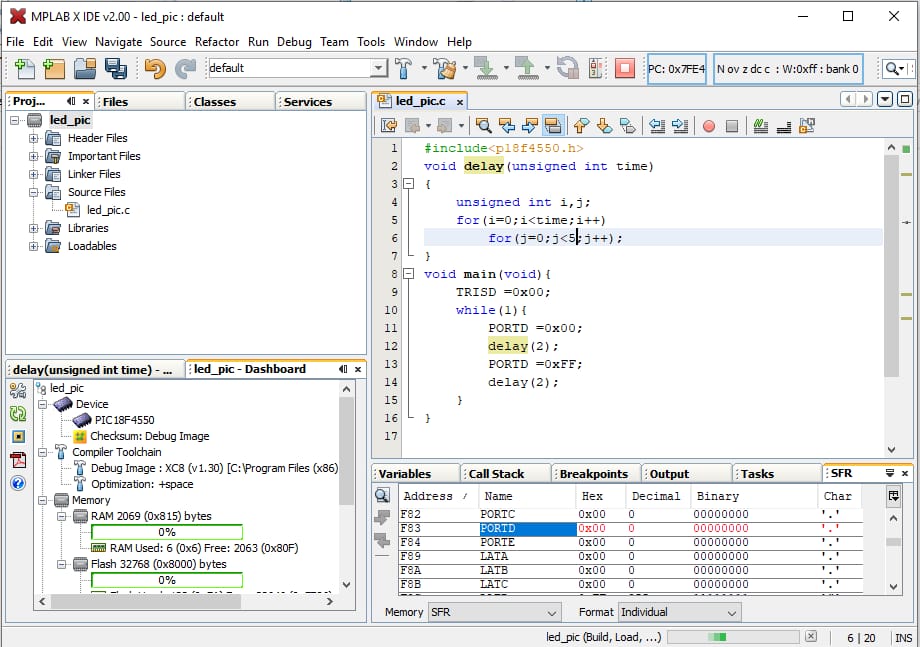 MPLAB X IDE v2.00 - led_pic : default
File Edit View Navigate Source Refactor Run Debug Team Tools Window Help
default
PC: 0x7FE4
N ov z dc c : W:0xff : bank 0
Proj...
Files
Classes
Services
led_pic
Header Files
Important Files
Linker Files
Source Files
led_pic.c
Libraries
Loadables
led_pic.c
1 #include<p18f4550.h>
2 void delay(unsigned int time)
3 {
4 unsigned int i,j;
5 for(i=0;i<time;i++)
6 for(j=0;j<5;j++);
7 }
8 void main(void){
9 TRISD =0x00;
10 while(1){
11 PORTD =0x00;
12 delay(2);
13 PORTD =0xFF;
14 delay(2);
15 }
16 }
17
delay(unsigned int time) - ...
led_pic - Dashboard
led_pic
Device
PIC18F4550
Checksum: Debug Image
Compiler Toolchain
Debug Image : XC8 (v1.30) [C:\Program Files (x86)
Optimization: +space
Memory
RAM 2069 (0x815) bytes
0%
RAM Used: 6 (0x6) Free: 2063 (0x80F)
Flash 32768 (0x8000) bytes
0%
Variables
Call Stack
Breakpoints
Output
Tasks
SFR
Address / Name Hex Decimal Binary Char
F82 PORTC 0x00 0 00000000 '.'
F83 PORTD 0x00 0 00000000 '.'
F84 PORTE 0x00 0 00000000 '.'
F89 LATA 0x00 0 00000000 '.'
F8A LATB 0x00 0 00000000 '.'
F8B LATC 0x00 0 00000000 '.'
Memory SFR Format Individual
led_pic (Build, Load, ...)
6 | 20
INS